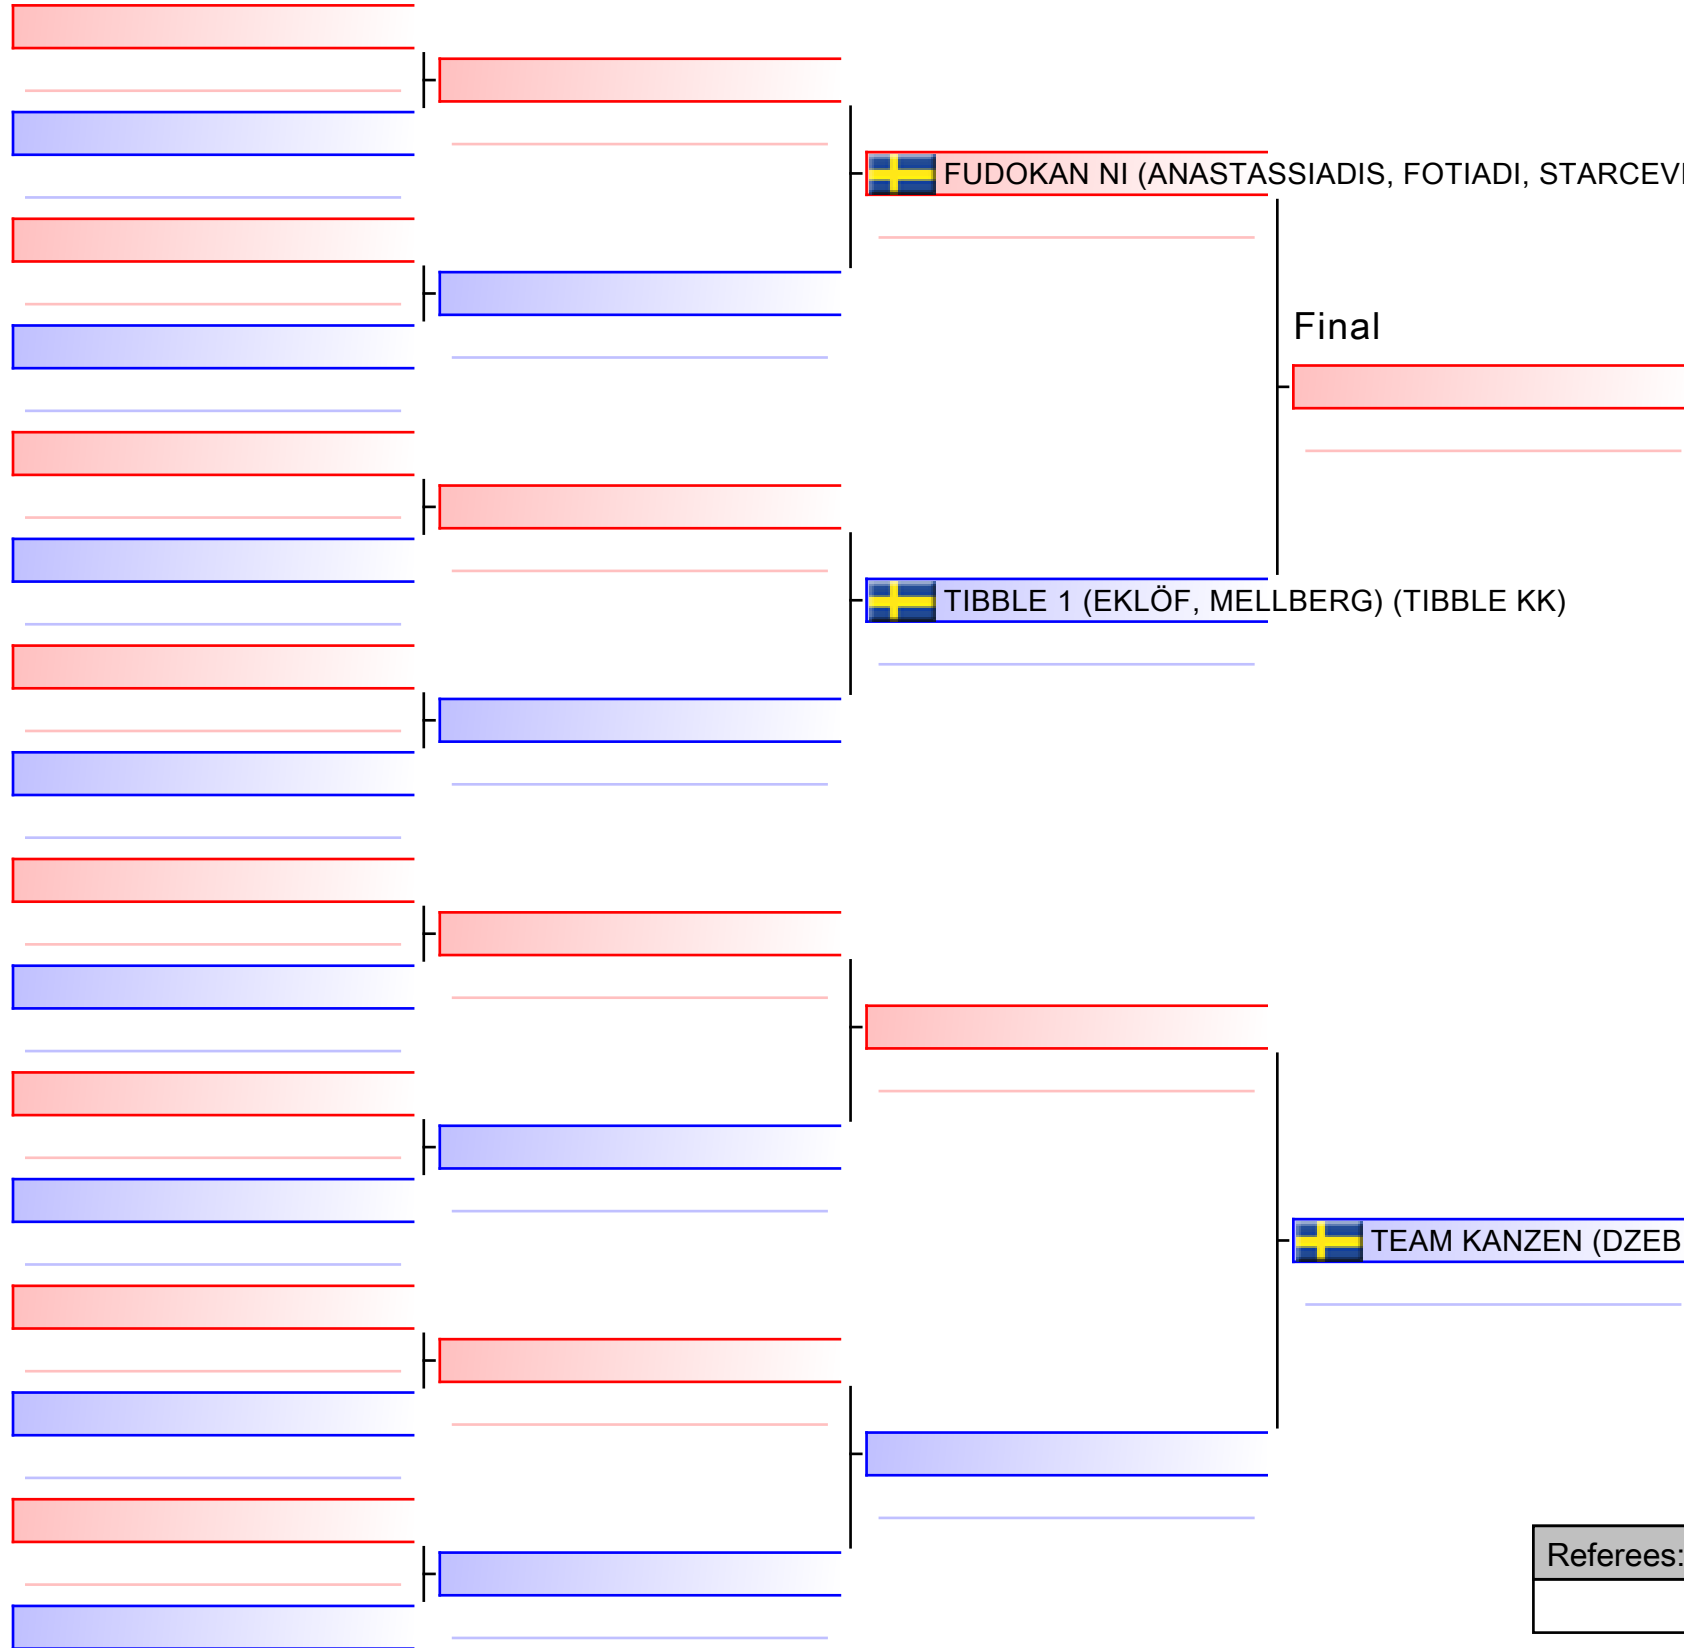 FUDOKAN NI (ANASTASSIADIS, FOTIADI, STARCEV
Final
TIBBLE 1 (EKLÖF, MELLBERG) (TIBBLE KK)
TEAM KANZEN (DZEB
Referees: